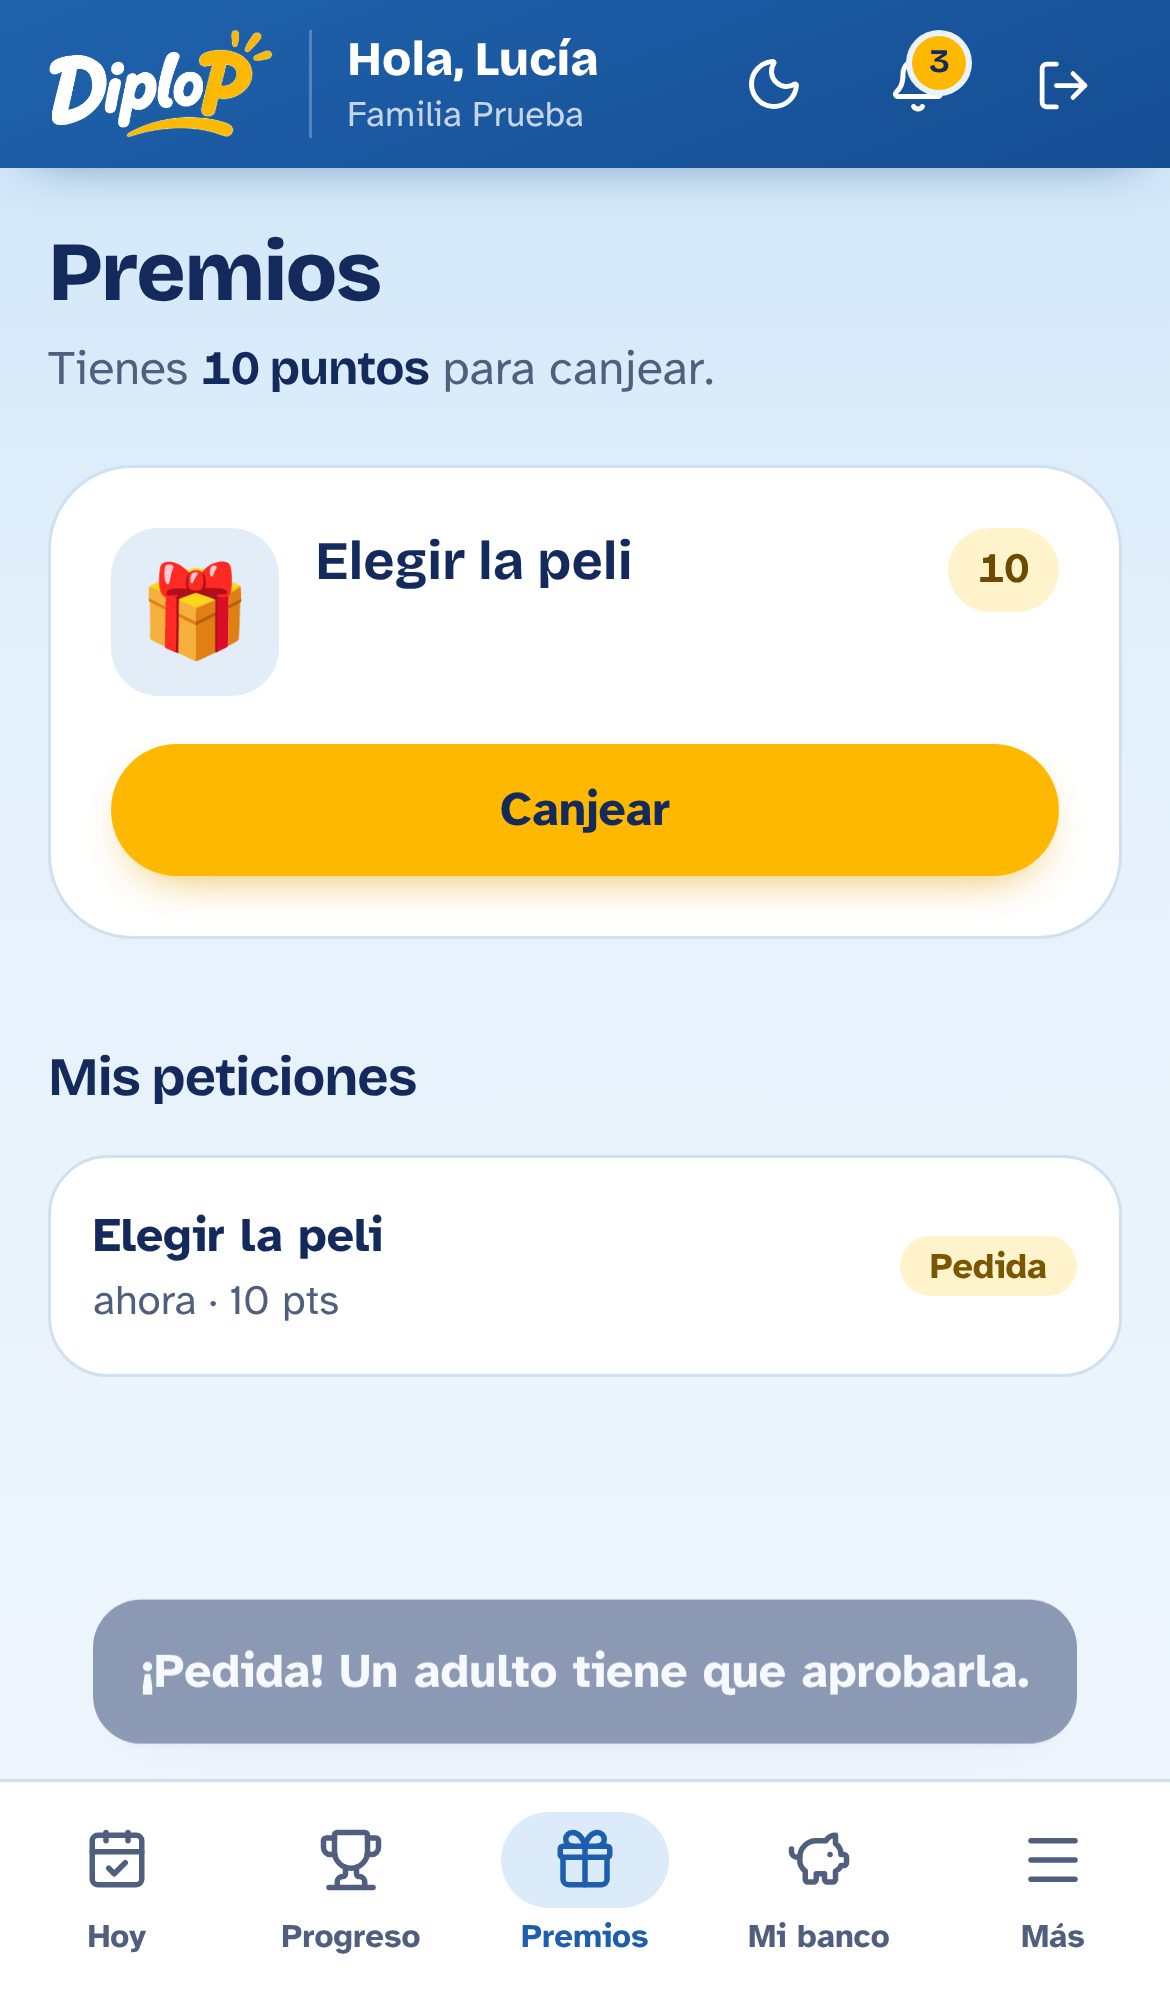 DiploP
Hola, Lucía
Familia Prueba
3
Premios
Tienes 10 puntos para canjear.
Elegir la peli
10
Canjear
Mis peticiones
Elegir la peli
ahora · 10 pts
Pedida
¡Pedida! Un adulto tiene que aprobarla.
Hoy
Progreso
Premios
Mi banco
Más